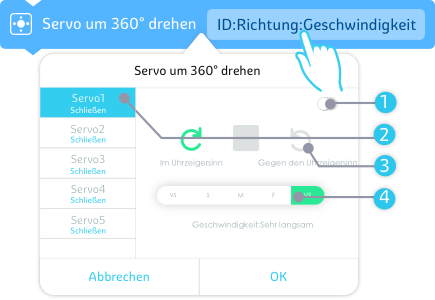 Servo um 360° drehen ID:Richtung:Geschwindigkeit
Servo um 360° drehen
Servo1
Schließen
1
Servo2
Schließen
2
Servo3
Schließen
Im Uhrzeigersinn Gegen den Uhrzeigersinn
3
Servo4
Schließen
VS S M F
4
Servo5
Schließen
Geschwindigkeit:Sehr langsam
Abbrechen OK